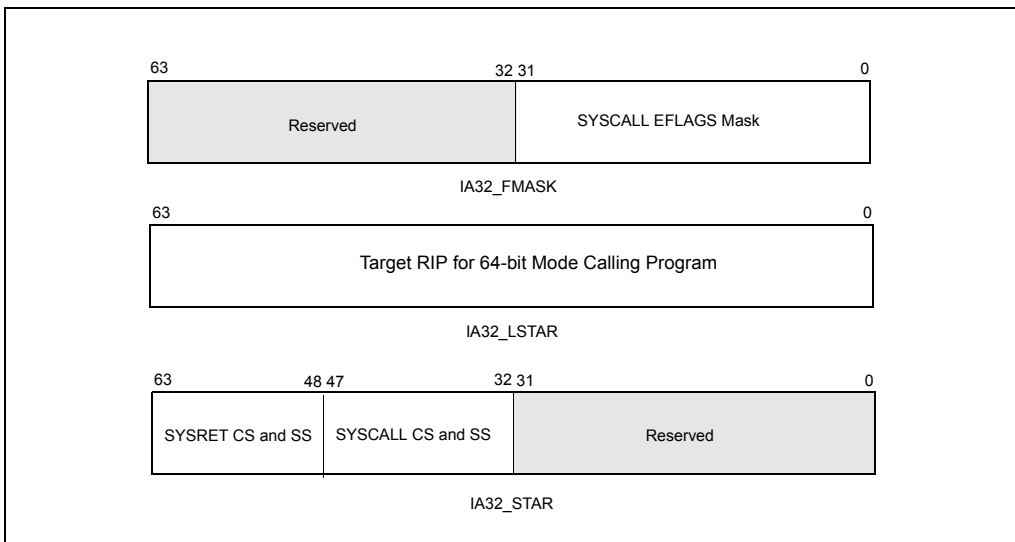 63 32 31 0
Reserved SYSCALL EFLAGS Mask
IA32_FMASK
63 0
Target RIP for 64-bit Mode Calling Program
IA32_LSTAR
63 48 47 32 31 0
SYSRET CS and SS SYSCALL CS and SS Reserved
IA32_STAR